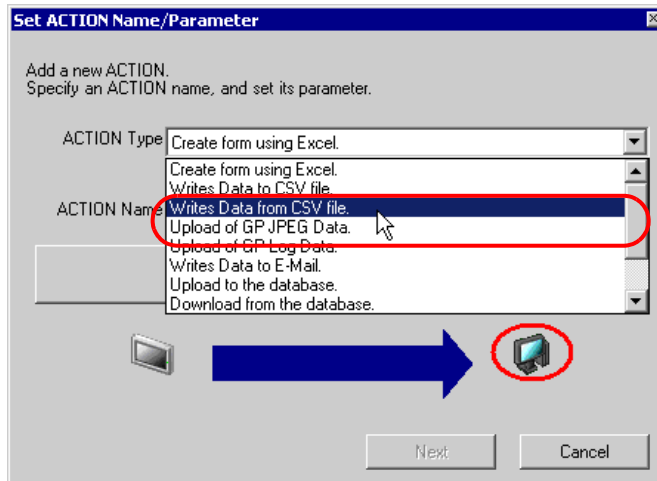 Set ACTION Name/Parameter
Add a new ACTION.
Specify an ACTION name, and set its parameter.
ACTION Type
Create form using Excel.
Create form using Excel.
Writes Data to CSV file.
ACTION Name
Writes Data from CSV file.
Upload of GP JPEG Data.
Upload of GP Log Data.
Writes Data to E-Mail.
Upload to the database.
Download from the database.
Next
Cancel